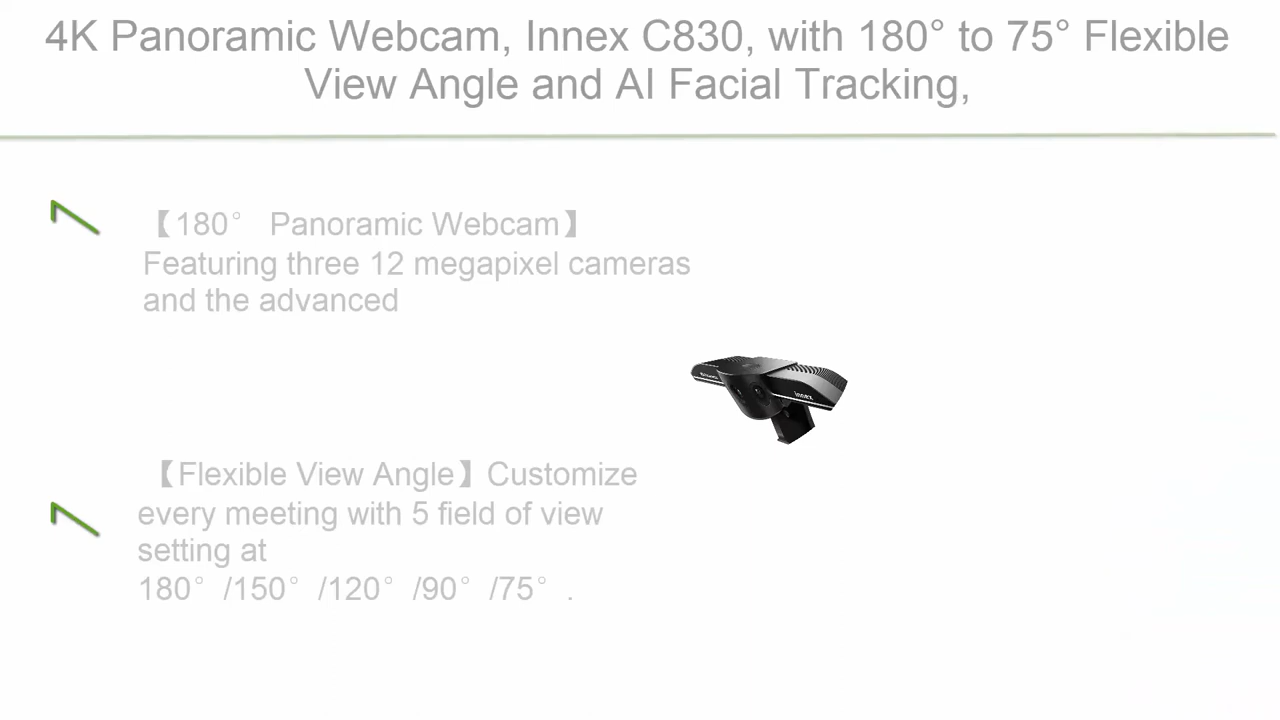 4K Panoramic Webcam, Innex C830, with 180° to 75° Flexible
View Angle and AI Facial Tracking,
【180° Panoramic Webcam】
Featuring three 12 megapixel cameras
and the advanced
innex
【Flexible View Angle】Customize
every meeting with 5 field of view
setting at
180° /150° /120° /90° /75° .